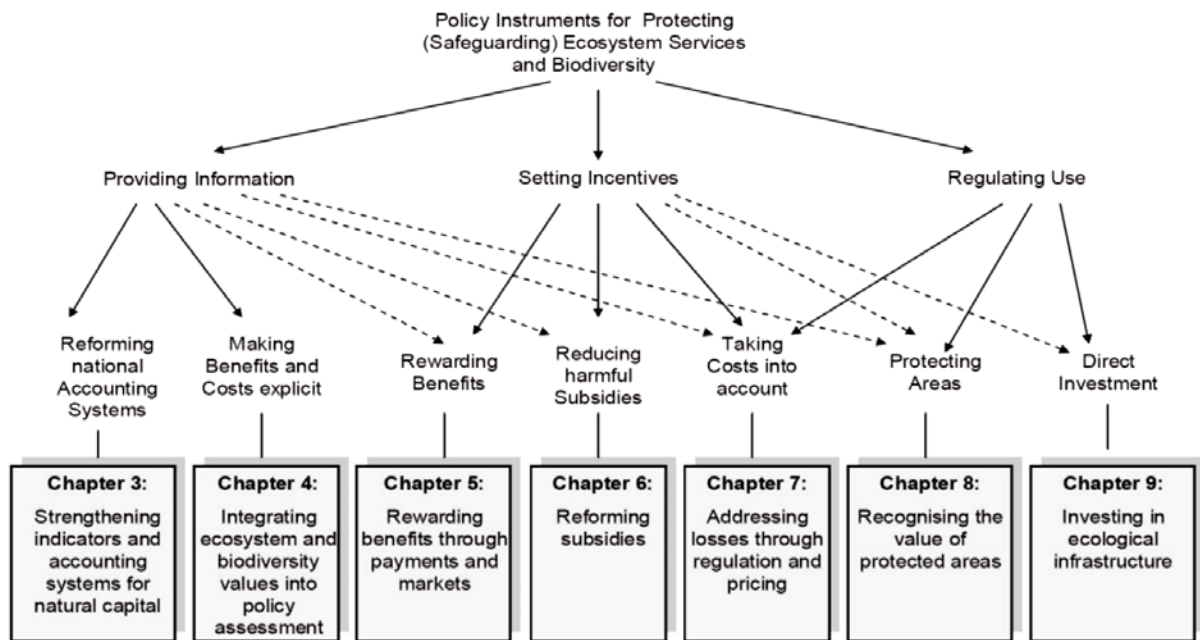 Policy Instruments for Protecting
(Safeguarding) Ecosystem Services
and Biodiversity
Providing Information
Setting Incentives
Regulating Use
Reforming
national
Accounting
Systems
Making
Benefits and
Costs explicit
Rewarding
Benefits
Reducing
harmful
Subsidies
Taking
Costs into
account
Protecting
Areas
Direct
Investment
Chapter 3:
Strengthening
indicators and
accounting
systems for
natural capital
Chapter 4:
Integrating
ecosystem and
biodiversity
values into
policy
assessment
Chapter 5:
Rewarding
benefits through
payments and
markets
Chapter 6:
Reforming
subsidies
Chapter 7:
Addressing
losses through
regulation and
pricing
Chapter 8:
Recognising the
value of
protected areas
Chapter 9:
Investing in
ecological
infrastructure